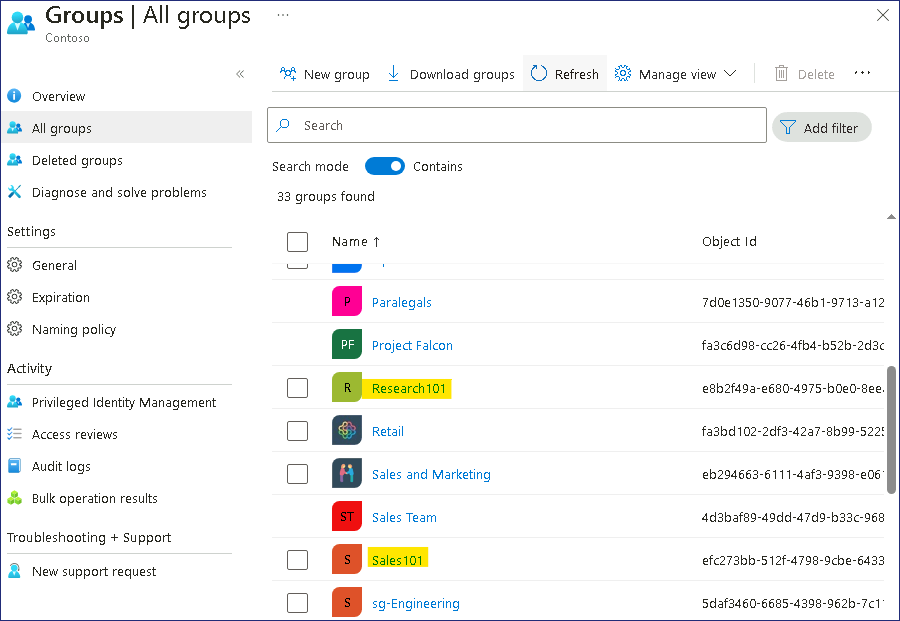 Groups | All groups ...
Contoso
«
Overview
All groups
Deleted groups
Diagnose and solve problems
Settings
General
Expiration
Naming policy
Activity
Privileged Identity Management
Access reviews
Audit logs
Bulk operation results
Troubleshooting + Support
New support request
New group Download groups Refresh Manage view Delete ...
Search Add filter
Search mode Contains
33 groups found
Name ↑ Object Id
P Paralegals 7d0e1350-9077-46b1-9713-a12
PF Project Falcon fa3c6d98-cc26-4fb4-b52b-2d3c
R Research101 e8b2f49a-e680-4975-b0e0-8ee
Retail fa3bd102-2df3-42a7-8b99-5225
Sales and Marketing eb294663-6111-4af3-9398-e06
ST Sales Team 4d3baf89-49dd-47d9-b33c-968
S Sales101 efc273bb-512f-4798-9cbe-6433
S sg-Engineering 5daf3460-6685-4398-962b-7c1